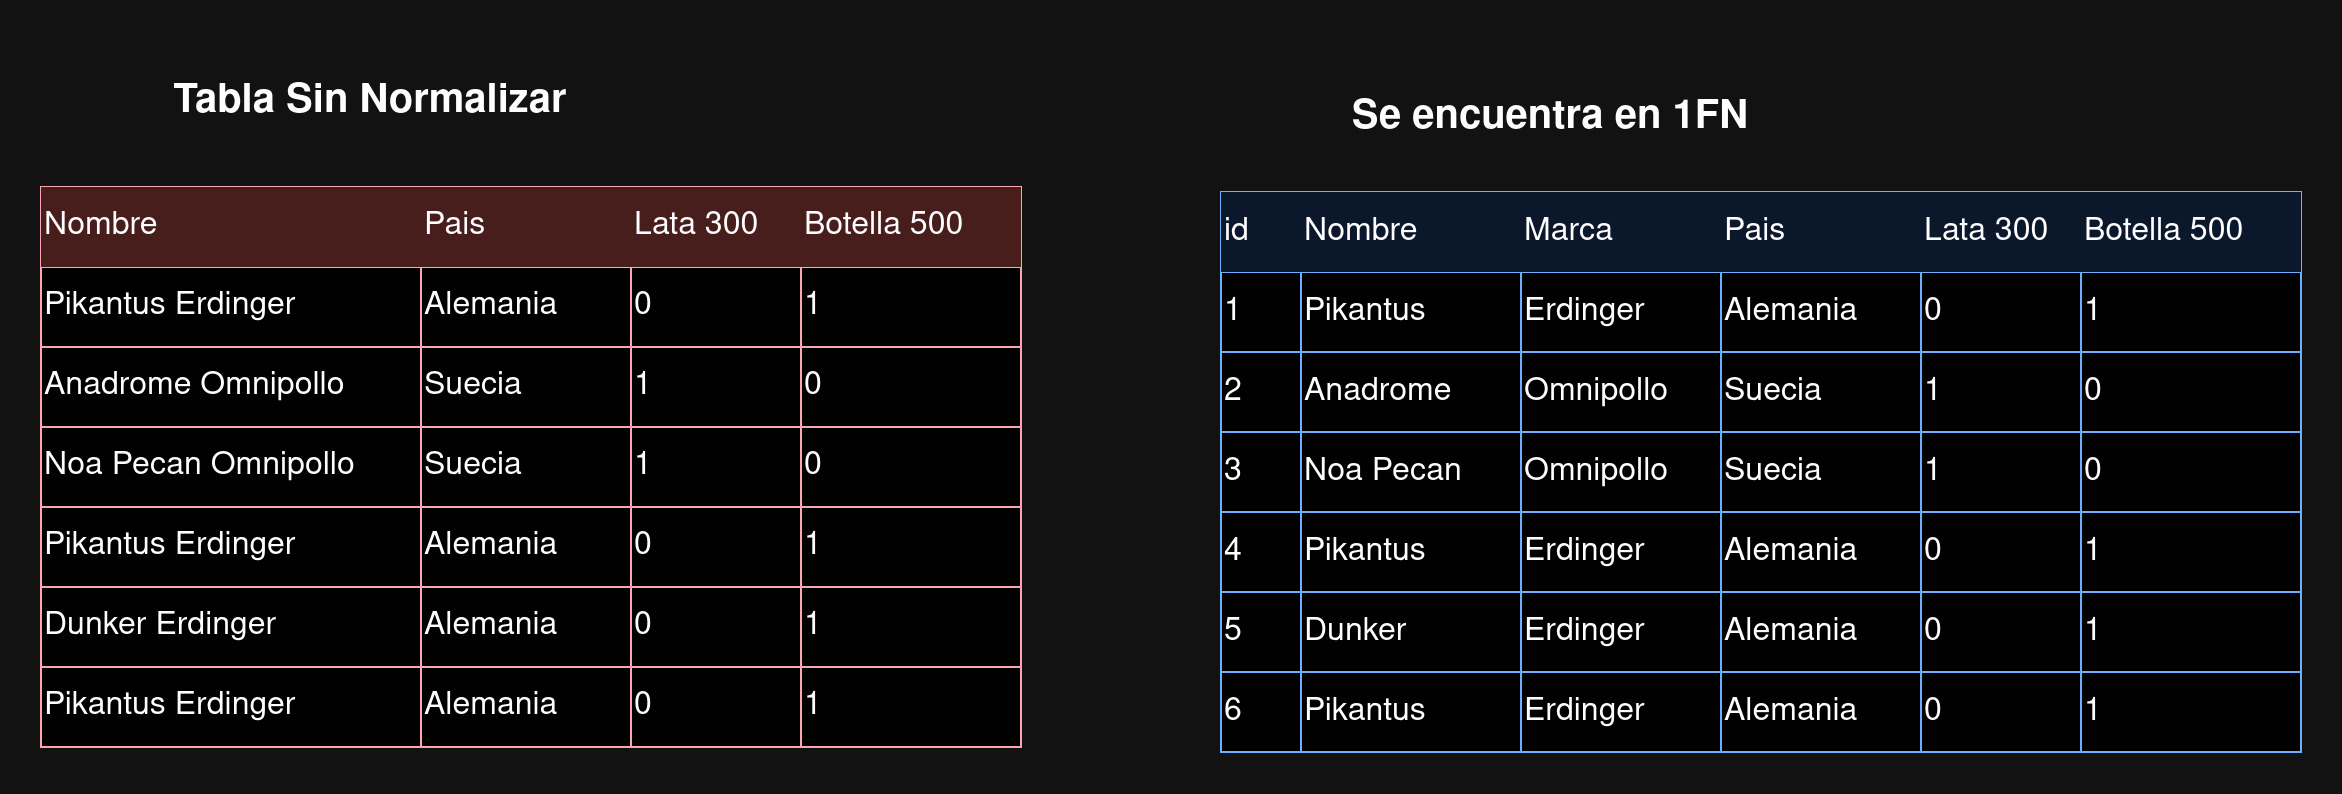 Tabla Sin Normalizar
Nombre Pais Lata 300 Botella 500
Pikantus Erdinger Alemania 0 1
Anadrome Omnipollo Suecia 1 0
Noa Pecan Omnipollo Suecia 1 0
Pikantus Erdinger Alemania 0 1
Dunker Erdinger Alemania 0 1
Pikantus Erdinger Alemania 0 1
Se encuentra en 1FN
id Nombre Marca Pais Lata 300 Botella 500
1 Pikantus Erdinger Alemania 0 1
2 Anadrome Omnipollo Suecia 1 0
3 Noa Pecan Omnipollo Suecia 1 0
4 Pikantus Erdinger Alemania 0 1
5 Dunker Erdinger Alemania 0 1
6 Pikantus Erdinger Alemania 0 1